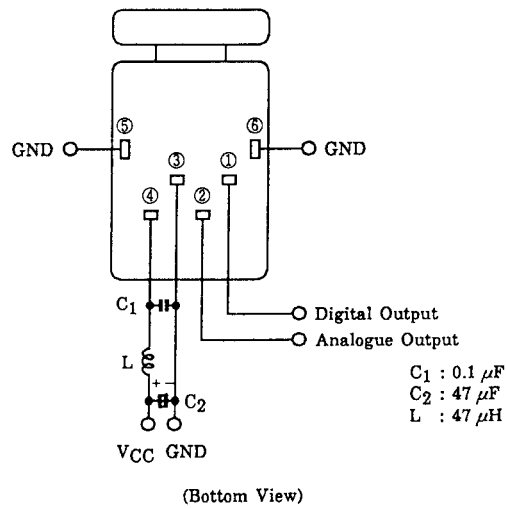 ⑤ ⑥
GND GND
③ ①
④ ②
C1
Digital Output
Analogue Output
L
C1 : 0.1 μF
+ −
C2 : 47 μF
C2
L : 47 μH
VCC GND
(Bottom View)